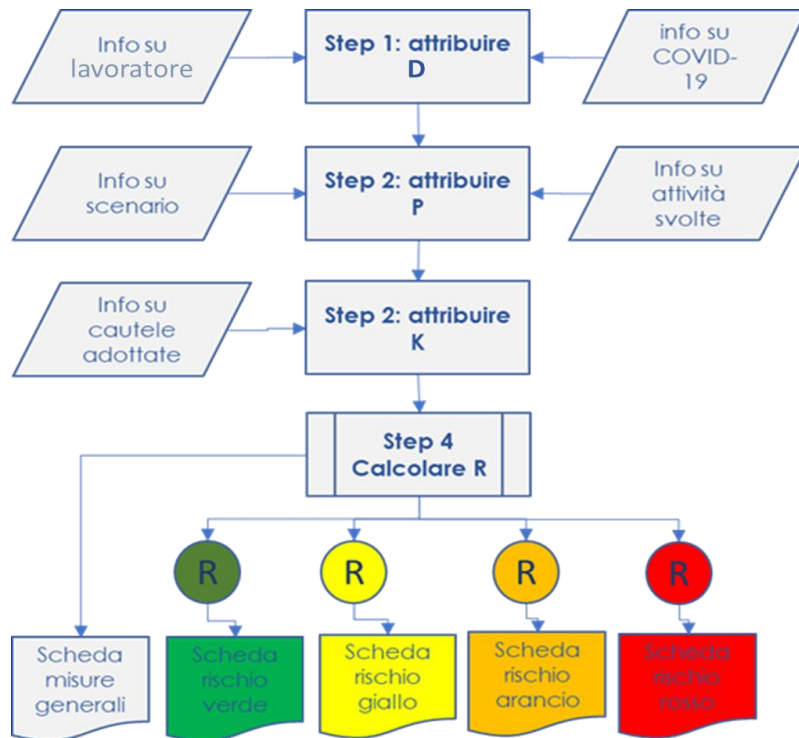 Info su
lavoratore
Step 1: attribuire
D
info su
COVID-
19
Info su
scenario
Step 2: attribuire
P
Info su
attività
svolte
Info su
cautele
adottate
Step 2: attribuire
K
Step 4
Calcolare R
R
R
R
R
Scheda
misure
generali
Scheda
rischio
verde
Scheda
rischio
giallo
Scheda
rischio
arancio
Scheda
rischio
rosso